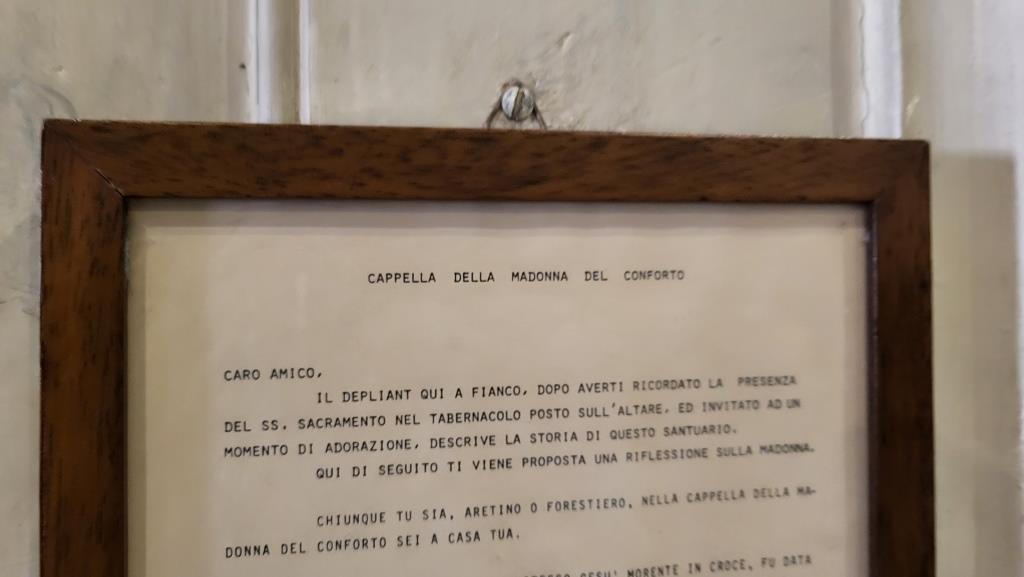 CAPPELLA DELLA MADONNA DEL CONFORTO
CARO AMICO,
IL DEPLIANT QUI A FIANCO, DOPO AVERTI RICORDATO LA PRESENZA
DEL SS. SACRAMENTO NEL TABERNACOLO POSTO SULL'ALTARE, ED INVITATO AD UN
MOMENTO DI ADORAZIONE, DESCRIVE LA STORIA DI QUESTO SANTUARIO.
QUI DI SEGUITO TI VIENE PROPOSTA UNA RIFLESSIONE SULLA MADONNA.
CHIUNQUE TU SIA, ARETINO O FORESTIERO, NELLA CAPPELLA DELLA MA-
DONNA DEL CONFORTO SEI A CASA TUA.
GESU' MORENTE IN CROCE, FU DATA